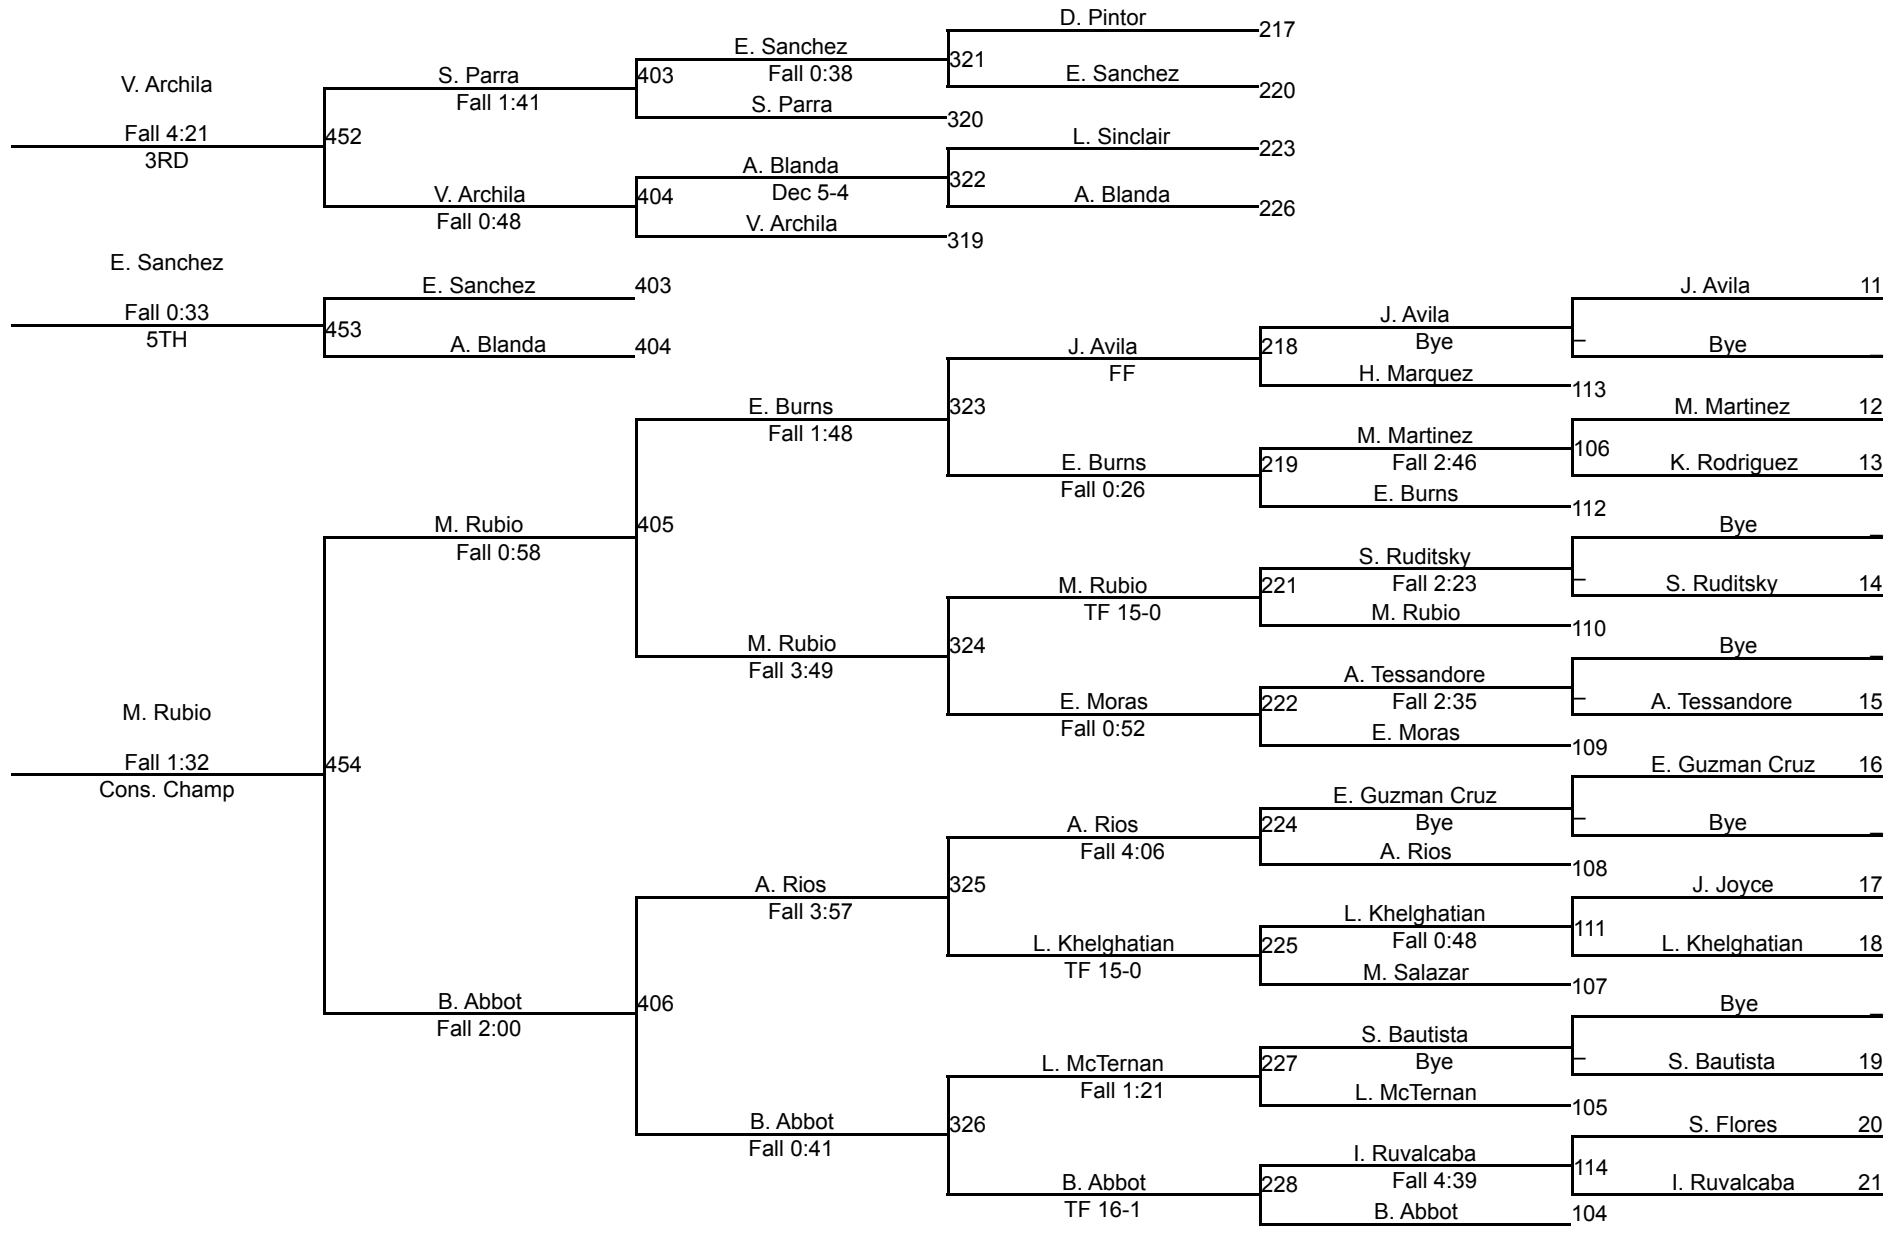 D. Pintor
217
E. Sanchez
321
Fall 0:38
E. Sanchez
220
S. Parra
403
Fall 1:41
S. Parra
320
V. Archila
Fall 4:21
452
3RD
L. Sinclair
223
A. Blanda
322
Dec 5-4
A. Blanda
226
V. Archila
404
Fall 0:48
V. Archila
319
E. Sanchez
Fall 0:33
453
5TH
E. Sanchez
403
A. Blanda
404
J. Avila
11
J. Avila
Bye
Bye
J. Avila
218
FF
H. Marquez
113
E. Burns
323
Fall 1:48
M. Martinez
12
M. Martinez
106
Fall 2:46
K. Rodriguez
13
E. Burns
219
Fall 0:26
E. Burns
112
M. Rubio
405
Fall 0:58
Bye
S. Ruditsky
Fall 2:23
S. Ruditsky
14
M. Rubio
221
TF 15-0
M. Rubio
110
M. Rubio
324
Fall 3:49
Bye
A. Tessandore
Fall 2:35
A. Tessandore
15
E. Moras
222
Fall 0:52
E. Moras
109
M. Rubio
Fall 1:32
454
Cons. Champ
E. Guzman Cruz
16
E. Guzman Cruz
Bye
Bye
A. Rios
224
Fall 4:06
A. Rios
108
A. Rios
325
Fall 3:57
J. Joyce
17
L. Khelghatian
111
Fall 0:48
L. Khelghatian
18
L. Khelghatian
225
TF 15-0
M. Salazar
107
B. Abbot
406
Fall 2:00
Bye
S. Bautista
Bye
S. Bautista
19
L. McTernan
227
Fall 1:21
L. McTernan
105
B. Abbot
326
Fall 0:41
S. Flores
20
I. Ruvalcaba
114
Fall 4:39
I. Ruvalcaba
21
B. Abbot
228
TF 16-1
B. Abbot
104